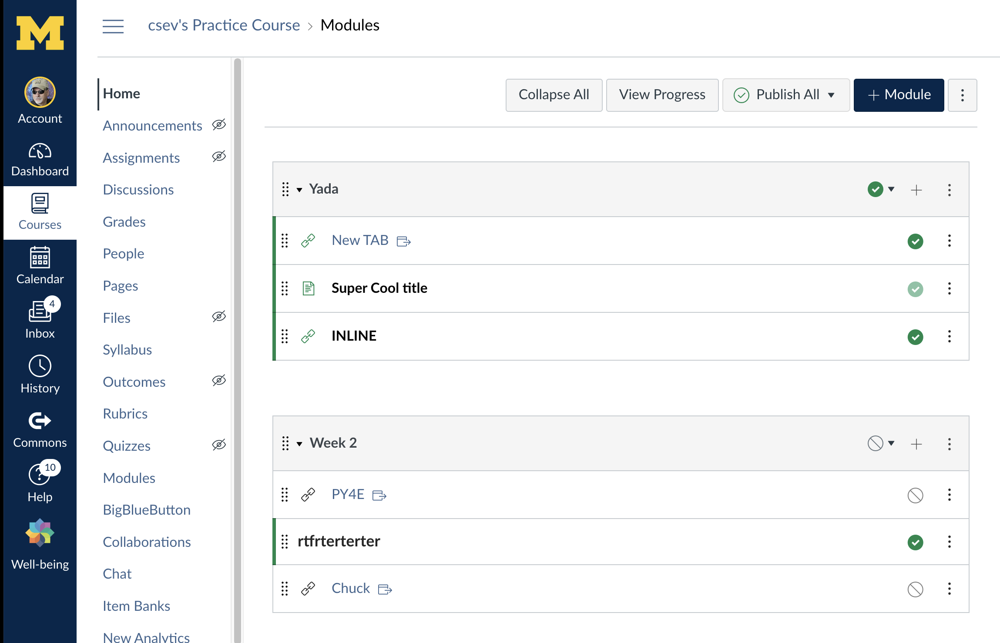 M
csev's Practice Course > Modules
Account
Dashboard
Courses
Calendar
4
Inbox
History
Commons
10
Help
Well-being
Home
Announcements
Assignments
Discussions
Grades
People
Pages
Files
Syllabus
Outcomes
Rubrics
Quizzes
Modules
BigBlueButton
Collaborations
Chat
Item Banks
New Analytics
Collapse All
View Progress
Publish All
+ Module
Yada
New TAB
Super Cool title
INLINE
Week 2
PY4E
rtfrterterter
Chuck